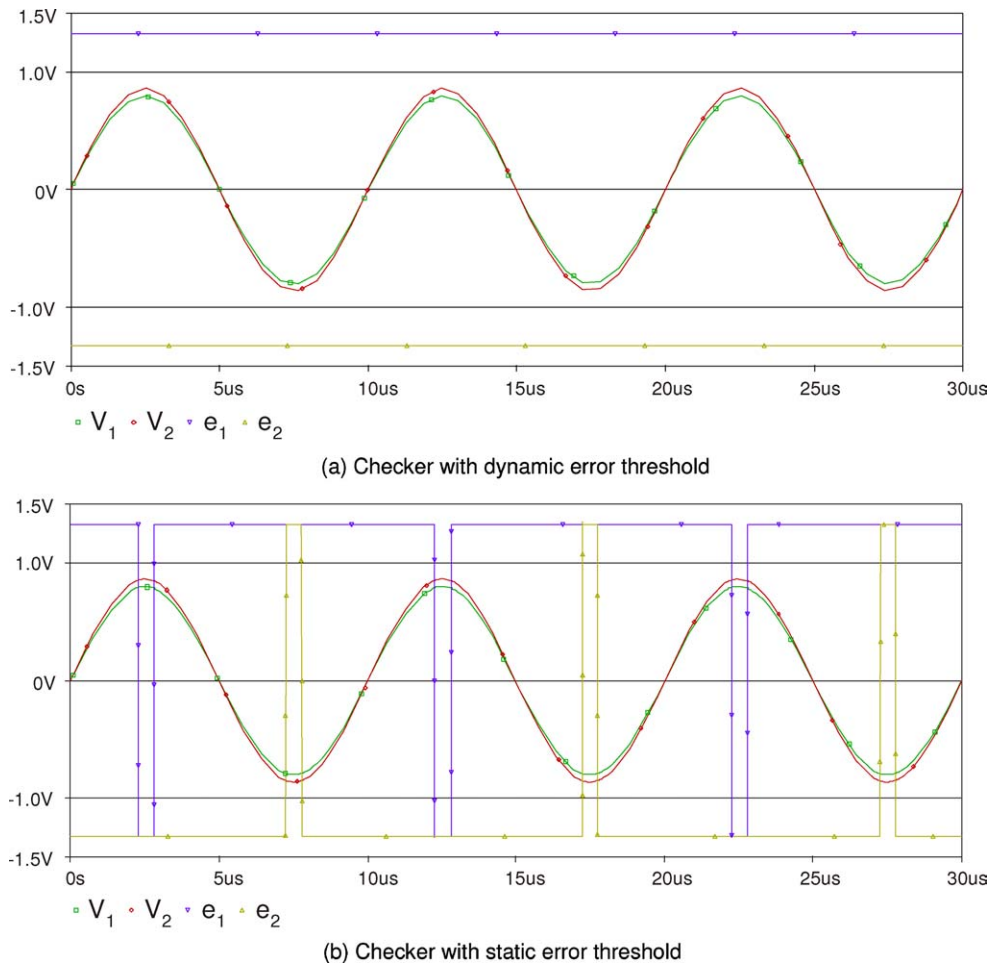 1.5V
1.0V
0V
-1.0V
-1.5V
0s 5us 10us 15us 20us 25us 30us
V1 V2 e1 e2
(a) Checker with dynamic error threshold
1.5V
1.0V
0V
-1.0V
-1.5V
0s 5us 10us 15us 20us 25us 30us
V1 V2 e1 e2
(b) Checker with static error threshold